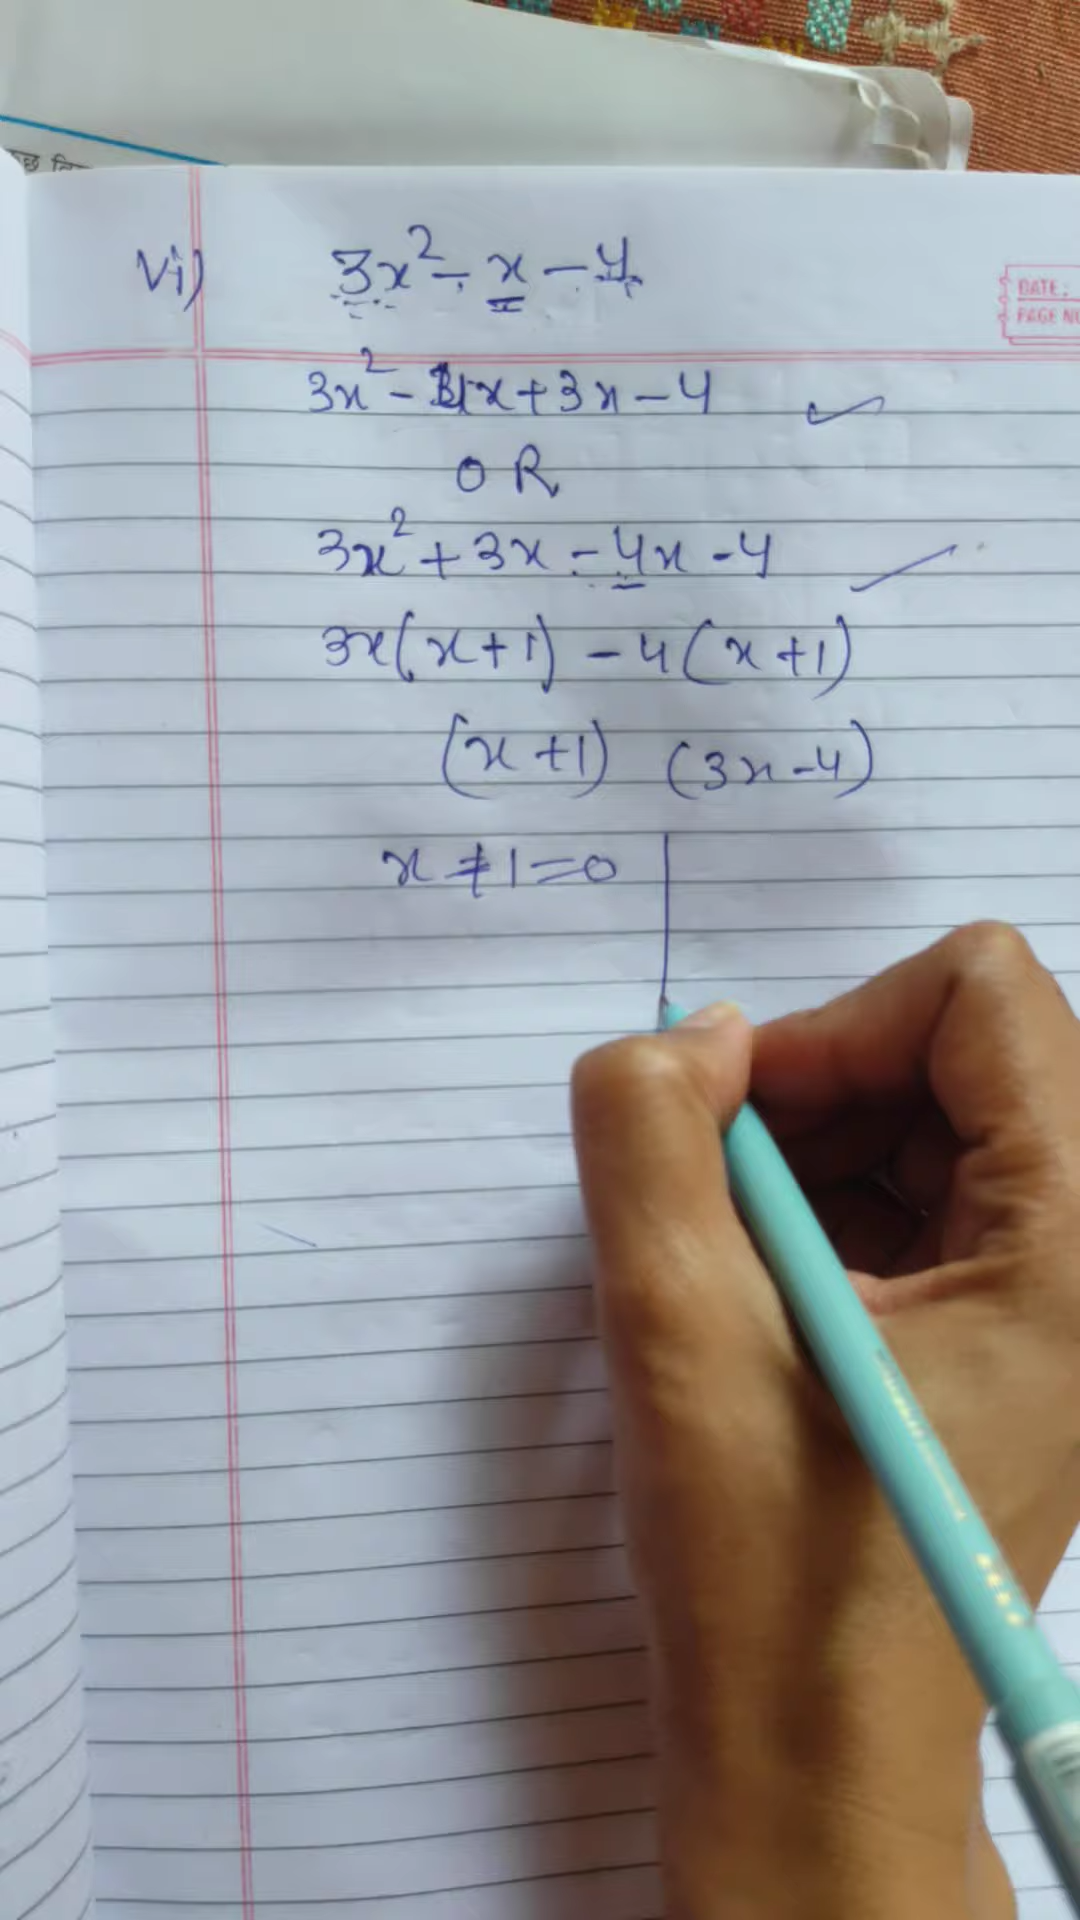 vi) 3x² - x - 4
DATE:
PAGE NU
3x² - 4x + 3x - 4
OR
3x² + 3x - 4x - 4
3x(x+1) - 4(x+1)
(x+1) (3x-4)
x + 1 = 0